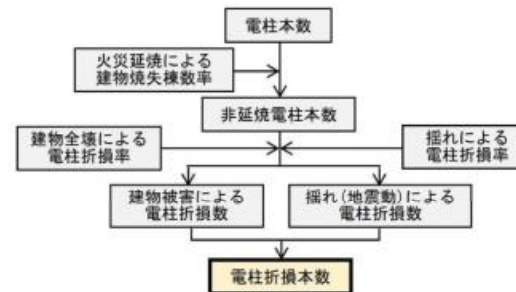 電柱本数
火災延焼による
建物焼失棟数率
非延焼電柱本数
建物全壊による
電柱折損率
揺れによる
電柱折損率
建物被害による
電柱折損数
揺れ(地震動)による
電柱折損数
電柱折損本数